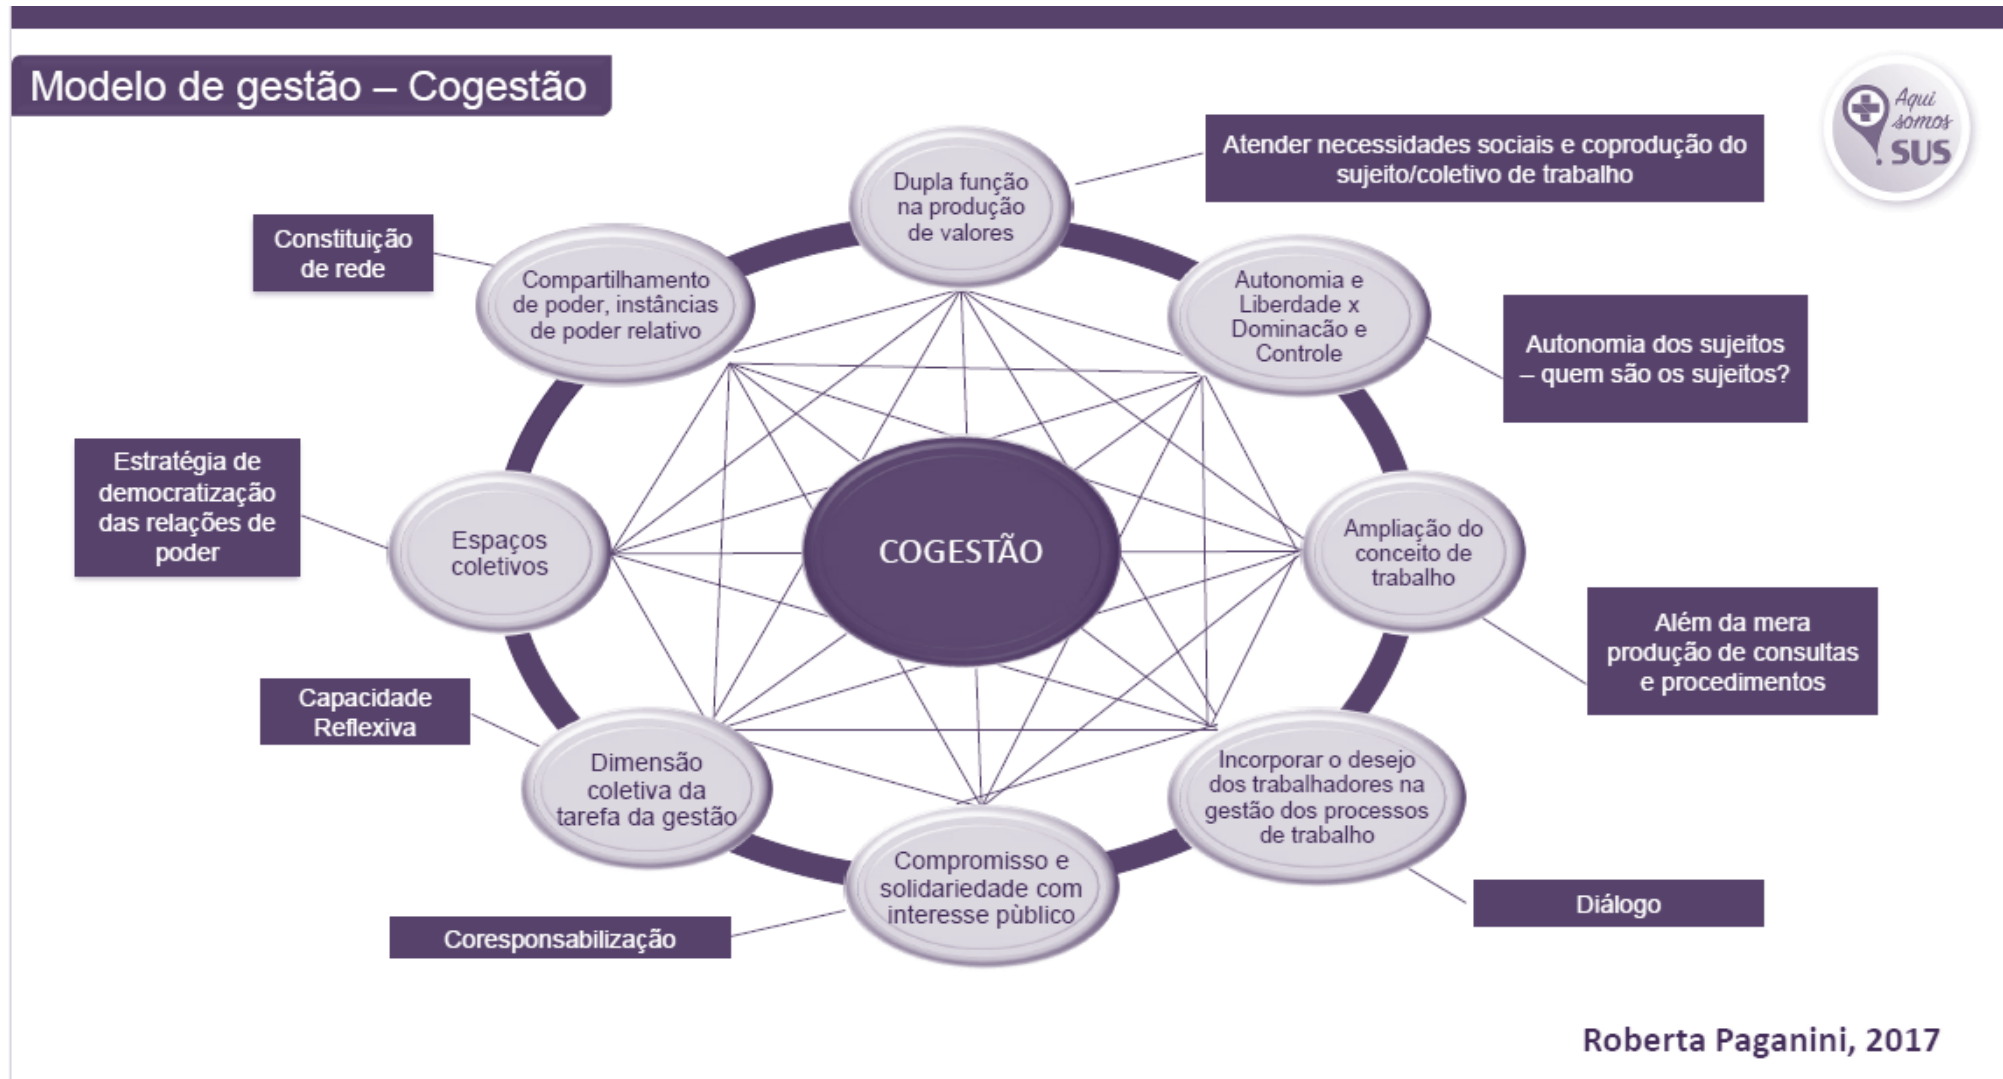 Modelo de gestão – Cogestão
Aqui
somos
SUS
Dupla função
na produção
de valores
Atender necessidades sociais e coprodução do
sujeito/coletivo de trabalho
Autonomia e
Liberdade x
Dominacão e
Controle
Autonomia dos sujeitos
– quem são os sujeitos?
Ampliação do
conceito de
trabalho
Além da mera
produção de consultas
e procedimentos
Incorporar o desejo
dos trabalhadores na
gestão dos processos
de trabalho
Diálogo
Compromisso e
solidariedade com
interesse pùblico
Coresponsabilização
Dimensão
coletiva da
tarefa da gestão
Capacidade
Reflexiva
Espaços
coletivos
Estratégia de
democratização
das relações de
poder
Compartilhamento
de poder, instâncias
de poder relativo
Constituição
de rede
COGESTÃO
Roberta Paganini, 2017